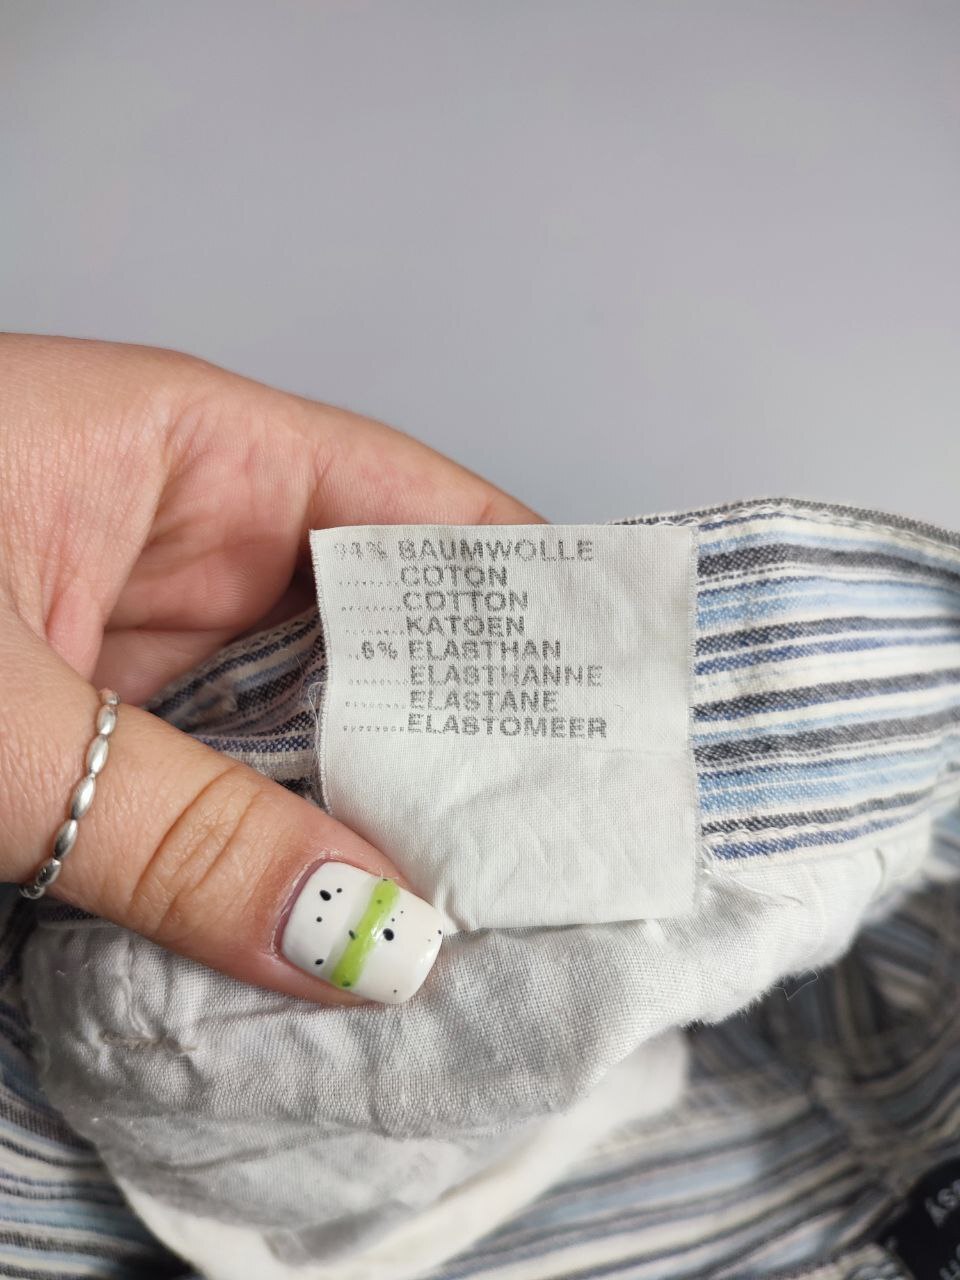 94% BAUMWOLLE
........COTON
........COTTON
........KATOEN
..6% ELASTHAN
........ELASTHANNE
........ELASTANE
........ELASTOMEER